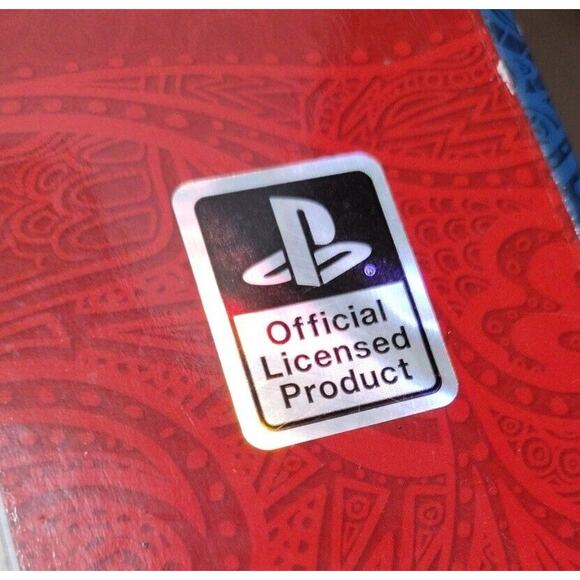 ®
Official
Licensed
Product